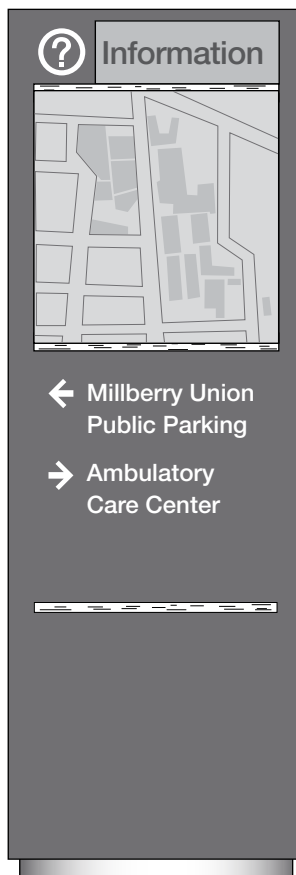 ? Information
← Millberry Union
Public Parking
→ Ambulatory
Care Center